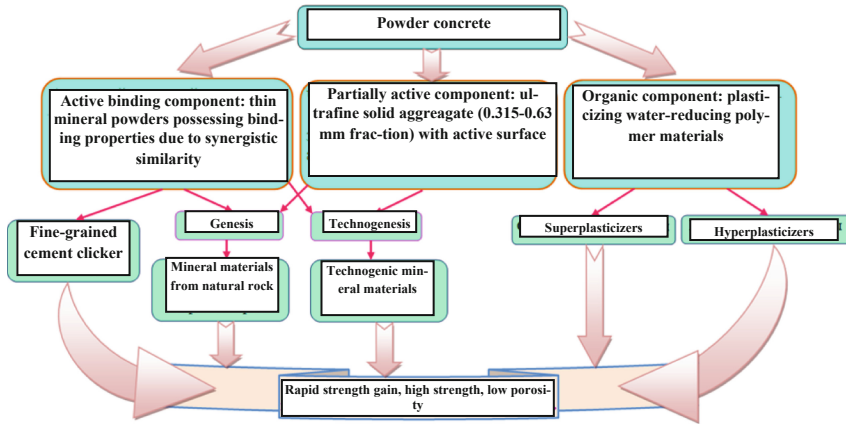 Powder concrete
Active binding component: thin
mineral powders possessing bind-
ing properties due to synergistic
similarity
Partially active component: ul-
trafine solid aggreagate (0.315-0.63
mm frac-tion) with active surface
Organic component: plasti-
cizing water-reducing poly-
mer materials
Fine-grained
cement clicker
Genesis
Technogenesis
Superplasticizers
Hyperplasticizers
Mineral materials
from natural rock
Technogenic min-
eral materials
Rapid strength gain, high strength, low porosi-
ty